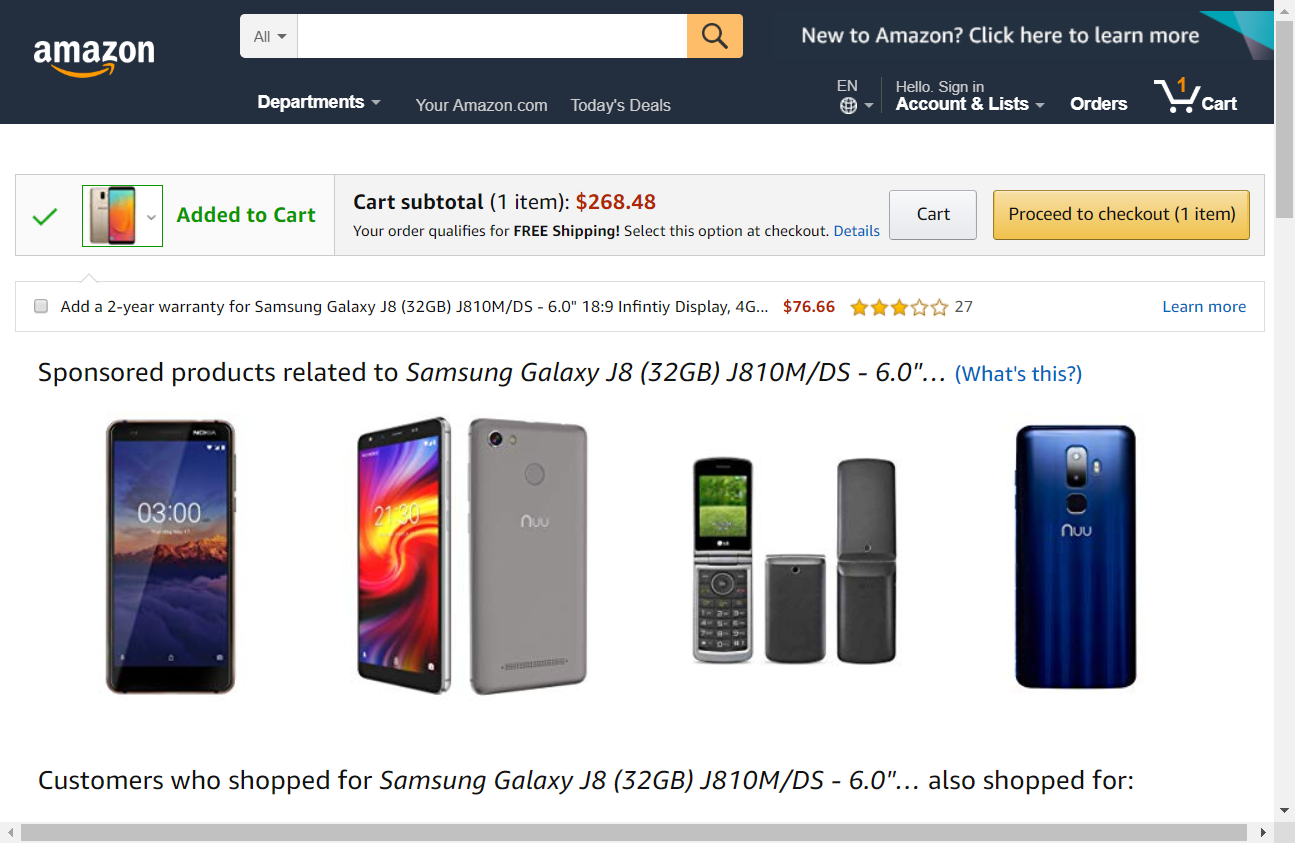 amazon
All
New to Amazon? Click here to learn more
Departments
Your Amazon.com
Today's Deals
EN
Hello. Sign in
Account & Lists
Orders
1
Cart
Added to Cart
Cart subtotal (1 item): $268.48
Your order qualifies for FREE Shipping! Select this option at checkout. Details
Cart
Proceed to checkout (1 item)
Add a 2-year warranty for Samsung Galaxy J8 (32GB) J810M/DS - 6.0" 18:9 Infintiy Display, 4G... $76.66 27 Learn more
Sponsored products related to Samsung Galaxy J8 (32GB) J810M/DS - 6.0"... (What's this?)
NOKIA
03:00
21:30
nuu
LG
nuu
Customers who shopped for Samsung Galaxy J8 (32GB) J810M/DS - 6.0"... also shopped for: